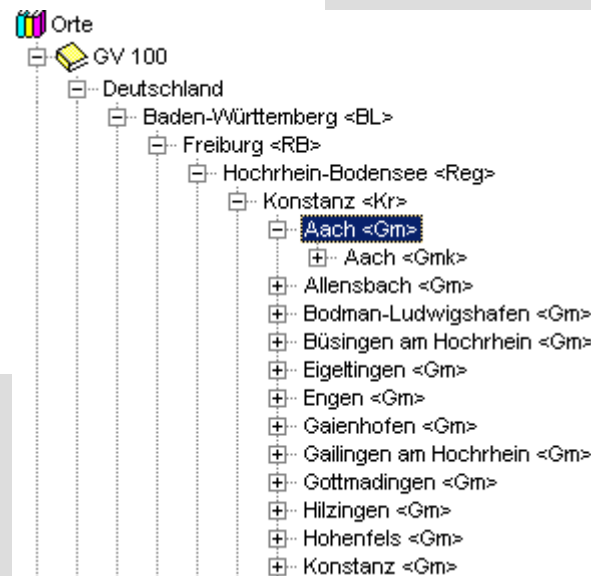 Orte
GV 100
Deutschland
Baden-Württemberg <BL>
Freiburg <RB>
Hochrhein-Bodensee <Reg>
Konstanz <Kr>
Aach <Gm>
Aach <Gmk>
Allensbach <Gm>
Bodman-Ludwigshafen <Gm>
Büsingen am Hochrhein <Gm>
Eigeltingen <Gm>
Engen <Gm>
Gaienhofen <Gm>
Gailingen am Hochrhein <Gm>
Gottmadingen <Gm>
Hilzingen <Gm>
Hohenfels <Gm>
Konstanz <Gm>